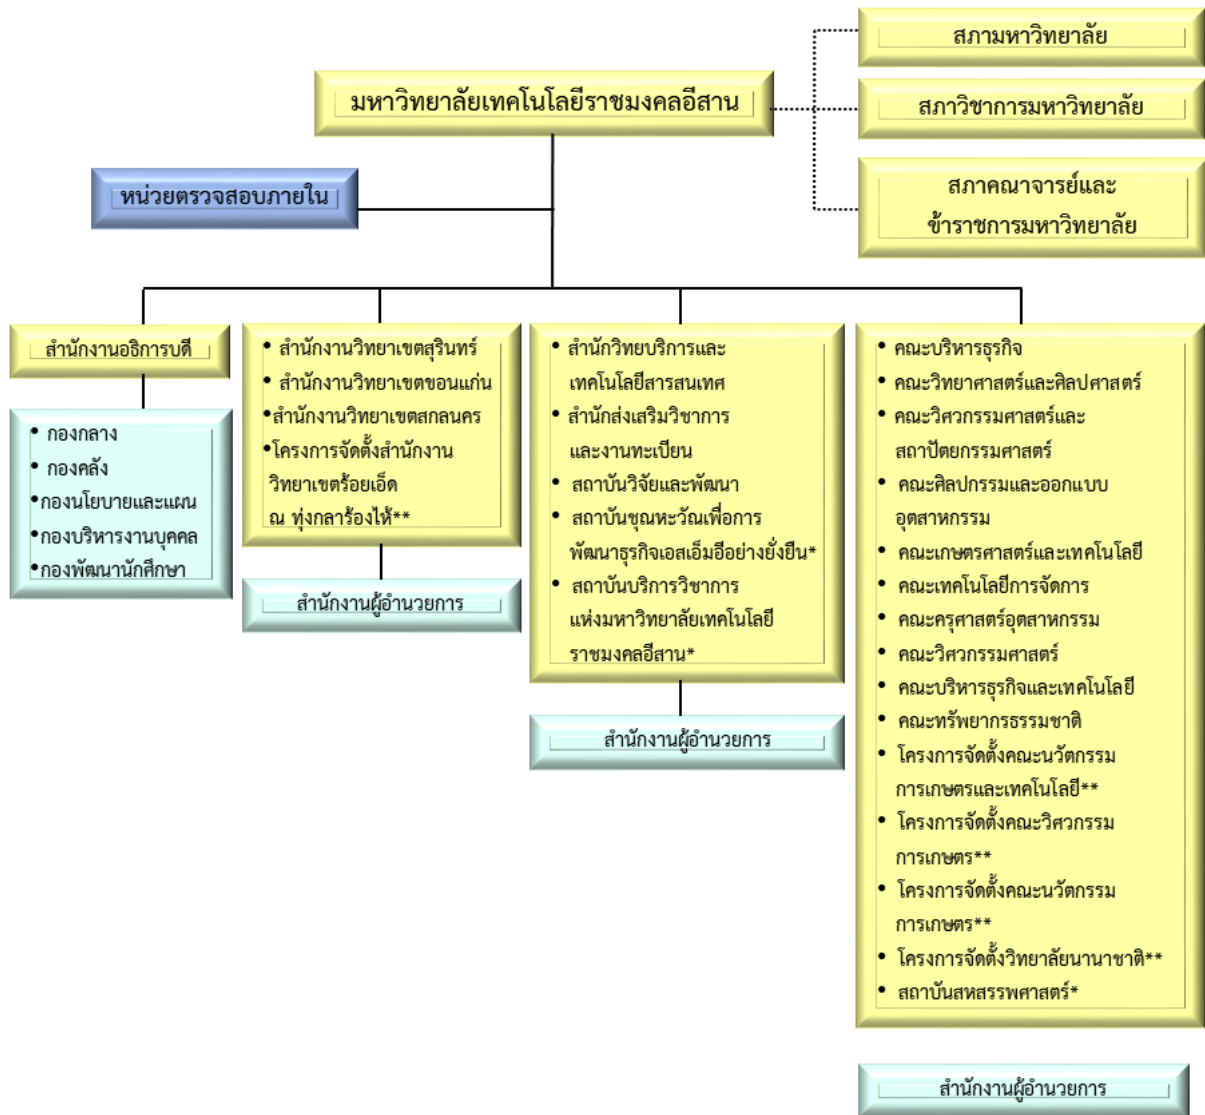 สภามหาวิทยาลัย
มหาวิทยาลัยเทคโนโลยีราชมงคลอีสาน
สภาวิชาการมหาวิทยาลัย
สภาคณาจารย์และ
ข้าราชการมหาวิทยาลัย
หน่วยตรวจสอบภายใน
สำนักงานอธิการบดี
• กองกลาง
• กองคลัง
•กองนโยบายและแผน
•กองบริหารงานบุคคล
•กองพัฒนานักศึกษา
• สำนักงานวิทยาเขตสุรินทร์
• สำนักงานวิทยาเขตขอนแก่น
•สำนักงานวิทยาเขตสกลนคร
•โครงการจัดตั้งสำนักงาน
วิทยาเขตร้อยเอ็ด
ณ ทุ่งกลาร้องไห้**
สำนักงานผู้อำนวยการ
• สำนักวิทยบริการและ
เทคโนโลยีสารสนเทศ
• สำนักส่งเสริมวิชาการ
และงานทะเบียน
• สถาบันวิจัยและพัฒนา
• สถาบันชุณหะวัณเพื่อการ
พัฒนาธุรกิจเอสเอ็มอีอย่างยั่งยืน*
• สถาบันบริการวิชาการ
แห่งมหาวิทยาลัยเทคโนโลยี
ราชมงคลอีสาน*
สำนักงานผู้อำนวยการ
• คณะบริหารธุรกิจ
• คณะวิทยาศาสตร์และศิลปศาสตร์
• คณะวิศวกรรมศาสตร์และ
สถาปัตยกรรมศาสตร์
• คณะศิลปกรรมและออกแบบ
อุตสาหกรรม
• คณะเกษตรศาสตร์และเทคโนโลยี
• คณะเทคโนโลยีการจัดการ
• คณะครุศาสตร์อุตสาหกรรม
• คณะวิศวกรรมศาสตร์
• คณะบริหารธุรกิจและเทคโนโลยี
• คณะทรัพยากรธรรมชาติ
• โครงการจัดตั้งคณะนวัตกรรม
การเกษตรและเทคโนโลยี**
• โครงการจัดตั้งคณะวิศวกรรม
การเกษตร**
• โครงการจัดตั้งคณะนวัตกรรม
การเกษตร**
• โครงการจัดตั้งวิทยาลัยนานาชาติ**
• สถาบันสหสรรพศาสตร์*
สำนักงานผู้อำนวยการ